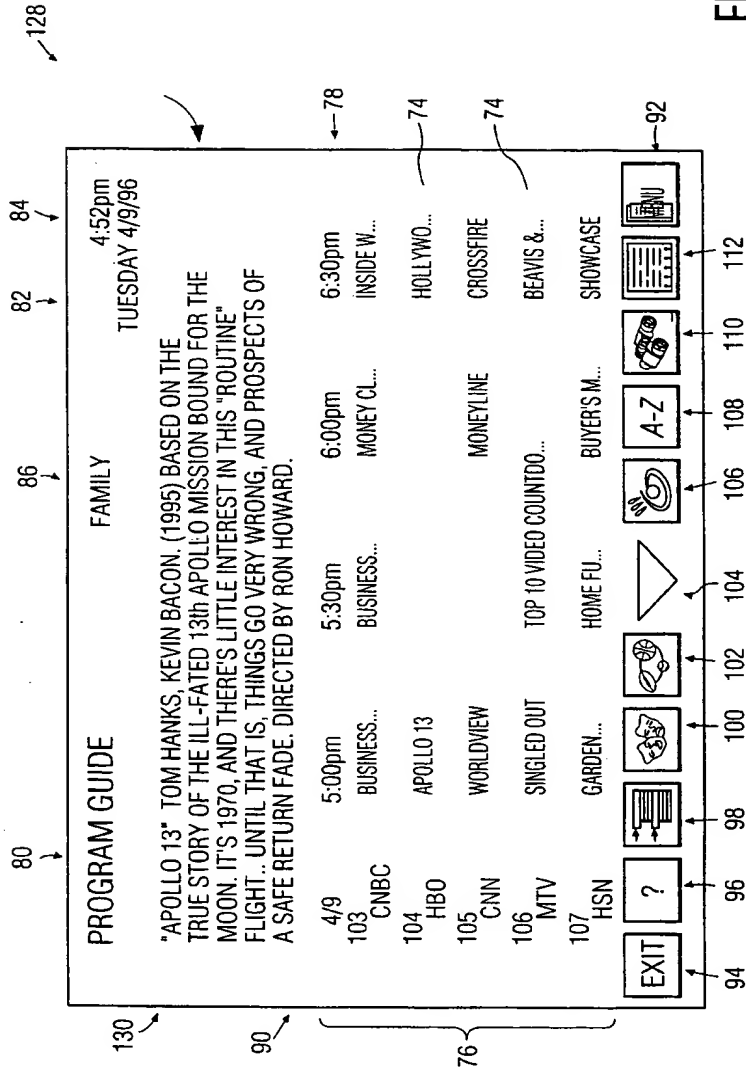 128
80
86
82
84
PROGRAM GUIDE
FAMILY
4:52pm
TUESDAY 4/9/96
130
"APOLLO 13" TOM HANKS, KEVIN BACON. (1995) BASED ON THE
TRUE STORY OF THE ILL-FATED 13th APOLLO MISSION BOUND FOR THE
MOON. IT'S 1970, AND THERE'S LITTLE INTEREST IN THIS "ROUTINE"
FLIGHT.. UNTIL THAT IS, THINGS GO VERY WRONG, AND PROSPECTS OF
A SAFE RETURN FADE. DIRECTED BY RON HOWARD.
90
4/9 5:00pm 5:30pm 6:00pm 6:30pm
78
103 BUSINESS... BUSINESS... MONEY CL... INSIDE W...
CNBC
104 APOLLO 13 HOLLYWO...
HBO
74
105 WORLDVIEW MONEYLINE CROSSFIRE
CNN
106 SINGLED OUT TOP 10 VIDEO COUNTDO... BEAVIS &...
MTV
74
107 GARDEN... HOME FU... BUYER'S M... SHOWCASE
HSN
76
EXIT ? A-Z MENU
92
94 96 98 100 102 104 106 108 110 112